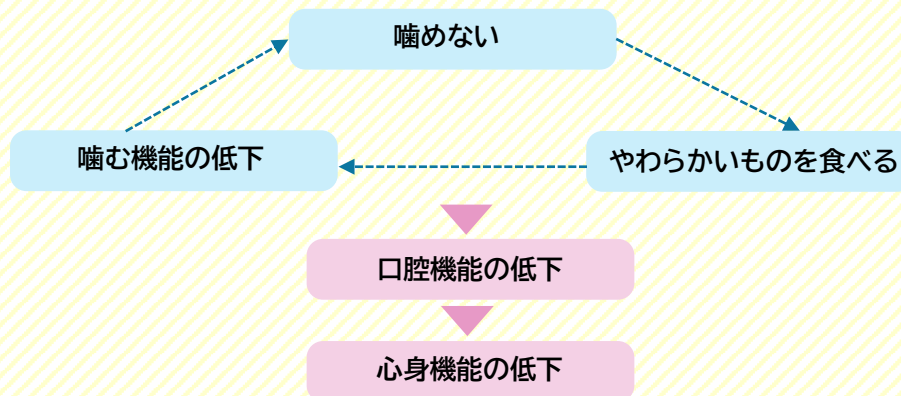 噛めない
噛む機能の低下
やわらかいものを食べる
口腔機能の低下
心身機能の低下